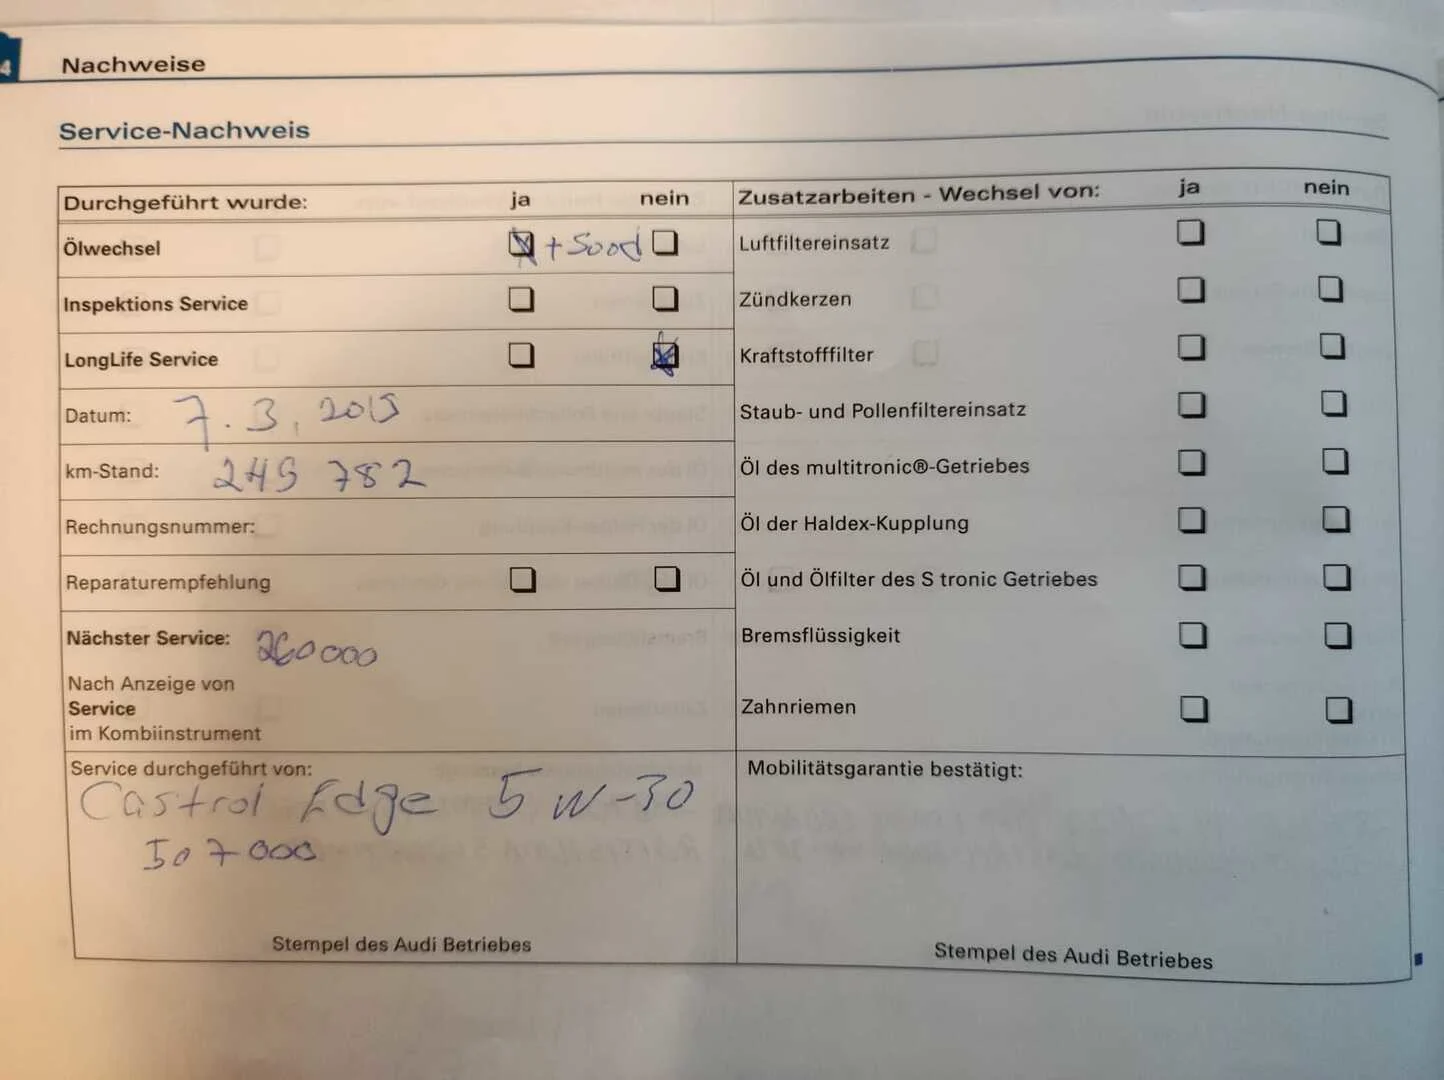 4
Nachweise
Service-Nachweis
Durchgeführt wurde: ja nein
Ölwechsel + Sood
Inspektions Service
LongLife Service
Datum: 7.3.2015
km-Stand: 249 782
Rechnungsnummer:
Reparaturempfehlung
Nächster Service: 260000
Nach Anzeige von
Service
im Kombiinstrument
Service durchgeführt von:
Castrol Edge 5W-30
507000
Stempel des Audi Betriebes
Zusatzarbeiten - Wechsel von: ja nein
Luftfiltereinsatz
Zündkerzen
Kraftstofffilter
Staub- und Pollenfiltereinsatz
Öl des multitronic®-Getriebes
Öl der Haldex-Kupplung
Öl und Ölfilter des S tronic Getriebes
Bremsflüssigkeit
Zahnriemen
Mobilitätsgarantie bestätigt:
Stempel des Audi Betriebes